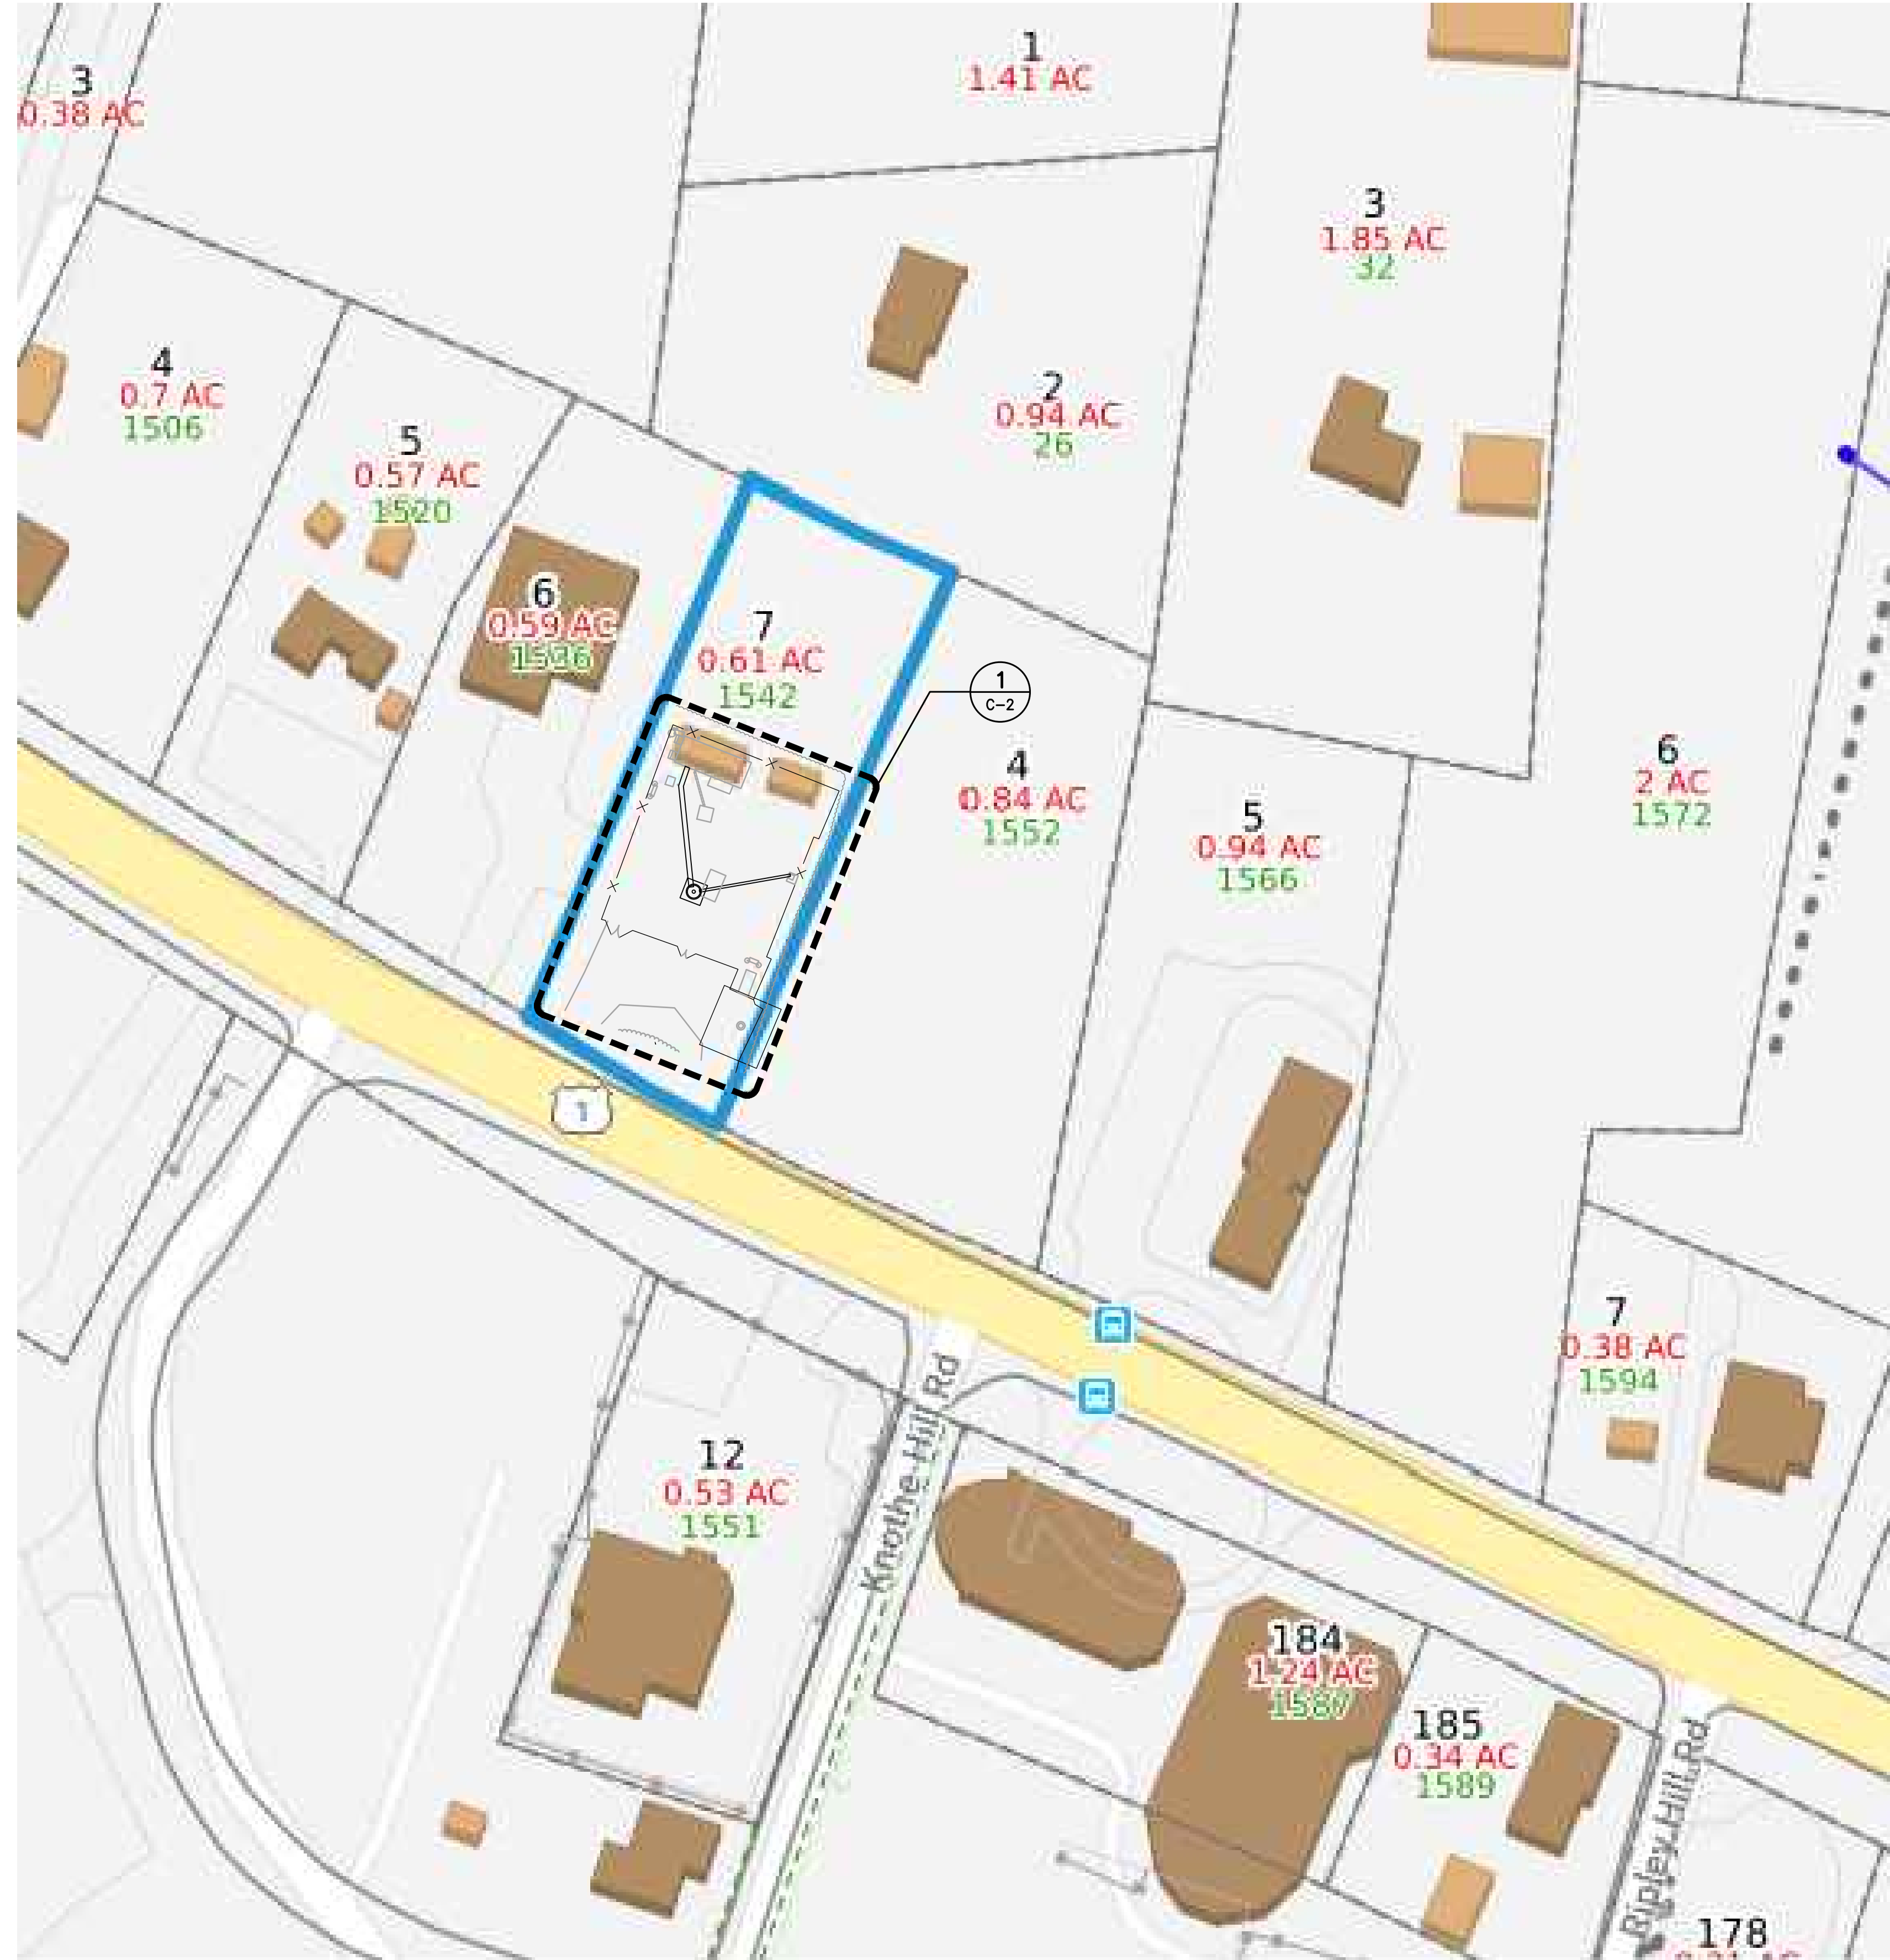 1
1.41 AC
3
0.38 AC
3
1.85 AC
32
4
0.7 AC
1506
2
0.94 AC
26
5
0.57 AC
1520
6
0.59 AC
1536
7
0.61 AC
1542
1
C-2
4
0.84 AC
1552
6
2 AC
1572
5
0.94 AC
1566
X
X
X
X
X
1
7
0.38 AC
1594
Knothe Hill Rd
12
0.53 AC
1551
184
1.24 AC
1587
185
0.34 AC
1589
Ripley Hill Rd
178